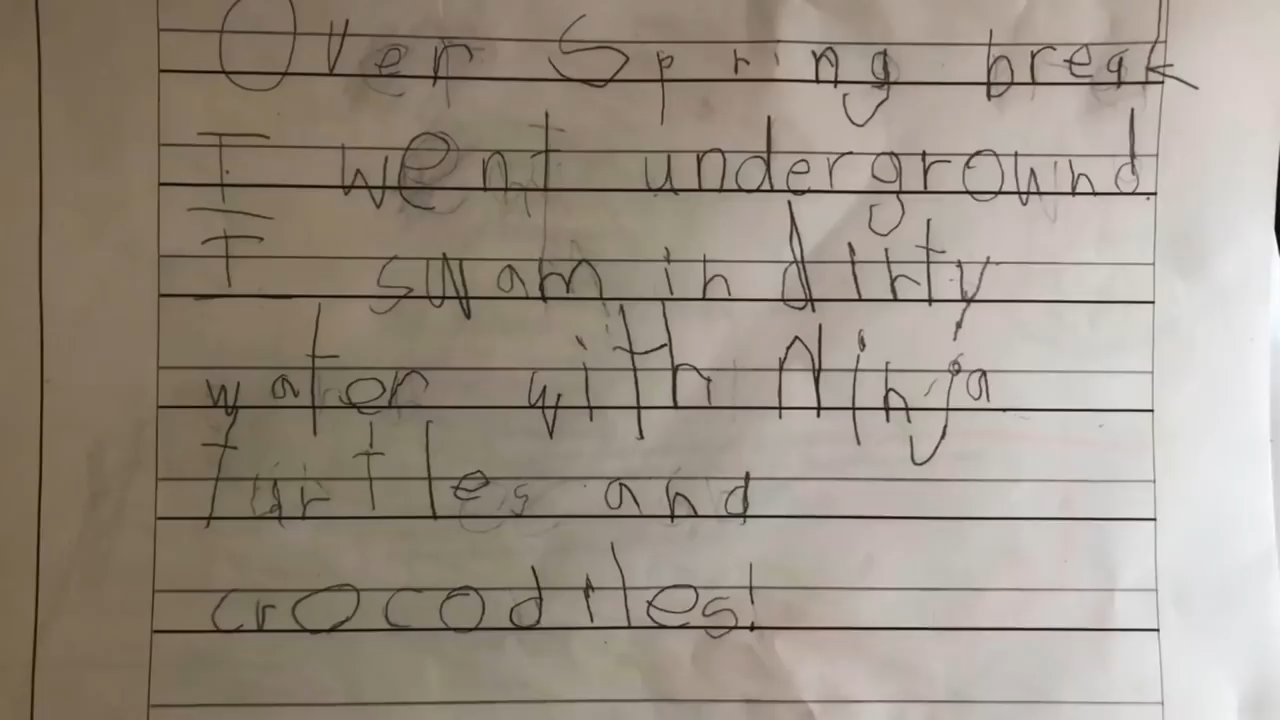 Over Spring break
I went underground.
I swam in dirty
water with Ninja
turtles and
crocodiles!